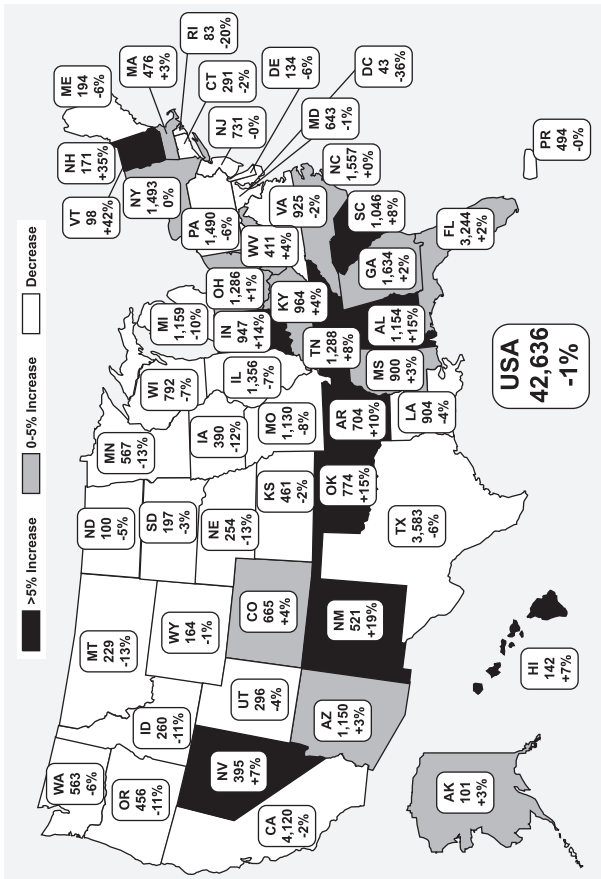 >5% Increase
0-5% Increase
Decrease
WA
563
-6%
OR
456
-11%
CA
4,120
-2%
NV
395
+7%
ID
260
-11%
MT
229
-13%
WY
164
-1%
UT
296
-4%
AZ
1,150
+3%
CO
665
+4%
NM
521
+19%
ND
100
-5%
SD
197
-3%
NE
254
-13%
KS
461
-2%
OK
774
+15%
TX
3,583
-6%
MN
567
-13%
IA
390
-12%
MO
1,130
-8%
AR
704
+10%
LA
904
-4%
WI
792
-7%
IL
1,356
-7%
MI
1,159
-10%
IN
947
+14%
OH
1,286
+1%
KY
964
+4%
TN
1,288
+8%
MS
900
+3%
AL
1,154
+15%
GA
1,634
+2%
FL
3,244
+2%
SC
1,046
+8%
NC
1,557
+0%
VA
925
-2%
WV
411
+4%
PA
1,490
-6%
NY
1,493
0%
VT
98
+42%
NH
171
+35%
ME
194
-6%
MA
476
+3%
RI
83
-20%
CT
291
-2%
NJ
731
-0%
DE
134
-6%
MD
643
-1%
DC
43
-36%
PR
494
-0%
AK
101
+3%
HI
142
+7%
USA
42,636
-1%